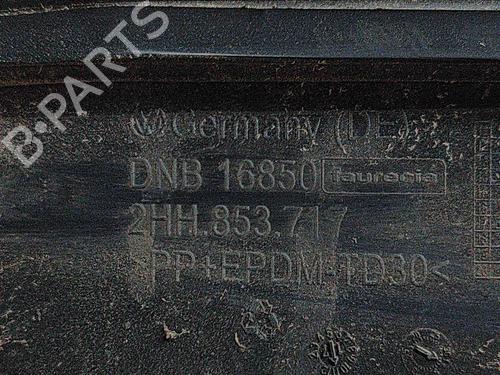 B-PARTS
Germany (DE)
DNB 16850 faurecia
2HH.853.717
>PP+EPDM-TD30<